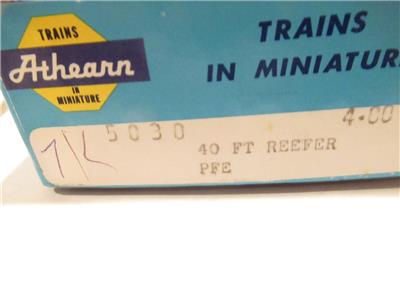 TRAINS
Athearn
IN
MINIATURE
TRAINS
IN MINIATURE
5030
4.00
40 FT REEFER
PFE